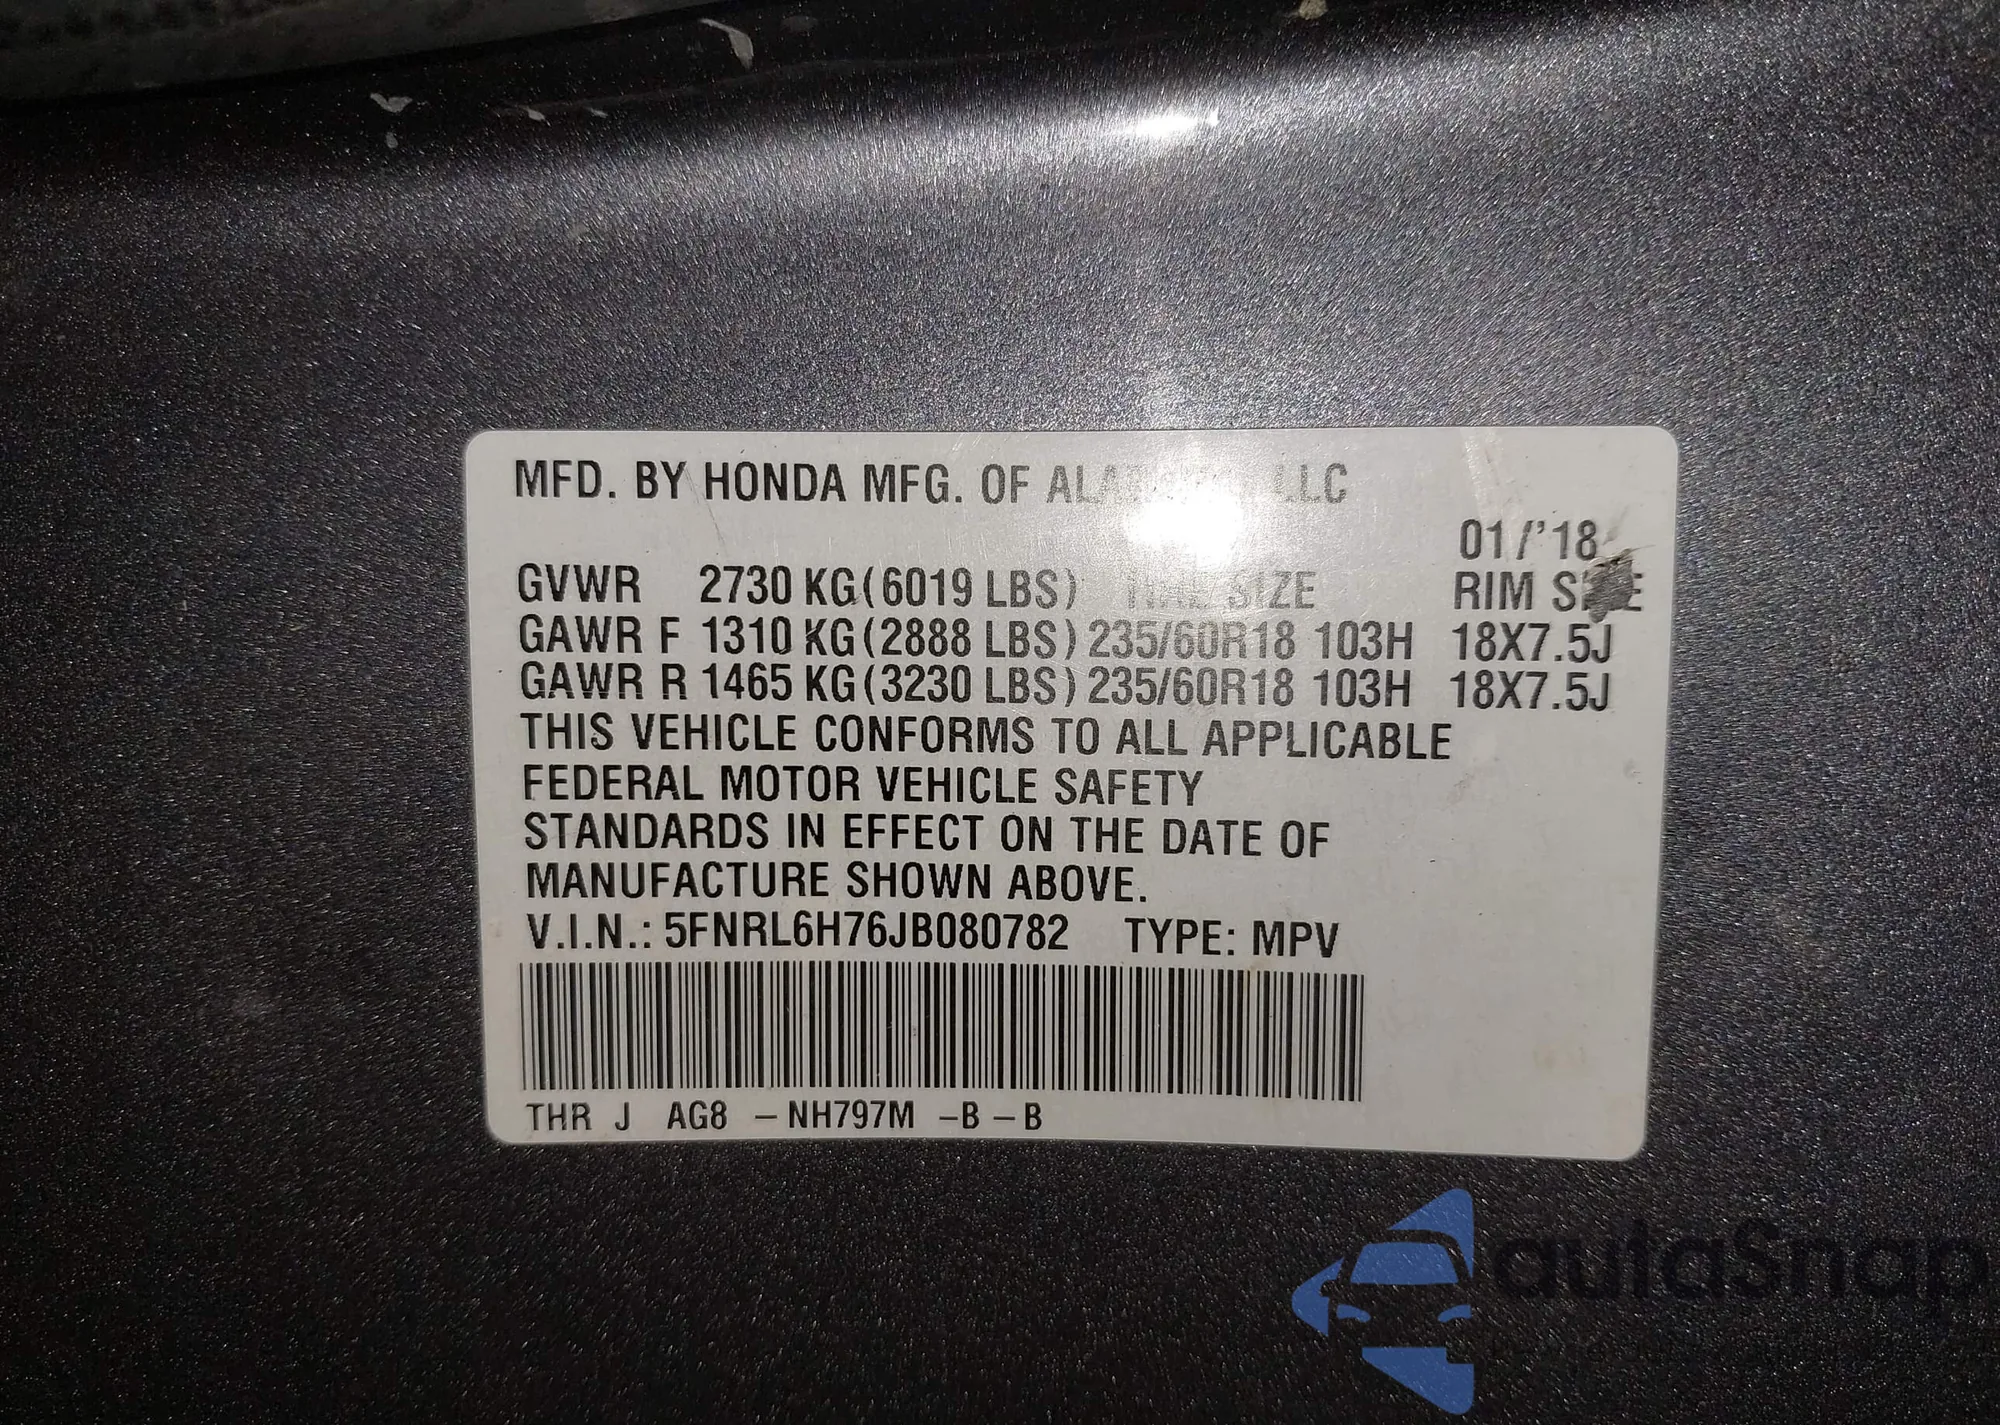 MFD. BY HONDA MFG. OF LLC
01/'18
GVWR 2730 KG(6019 LBS) SIZE RIM
GAWR F 1310 KG(2888 LBS) 235/60R18 103H 18X7.5J
GAWR R 1465 KG(3230 LBS) 235/60R18 103H 18X7.5J
THIS VEHICLE CONFORMS TO ALL APPLICABLE
FEDERAL MOTOR VEHICLE SAFETY
STANDARDS IN EFFECT ON THE DATE OF
MANUFACTURE SHOWN ABOVE.
V.I.N.: 5FNRL6H76JB080782 TYPE: MPV
THR J AG8 -NH797M -B-B
autaSnap